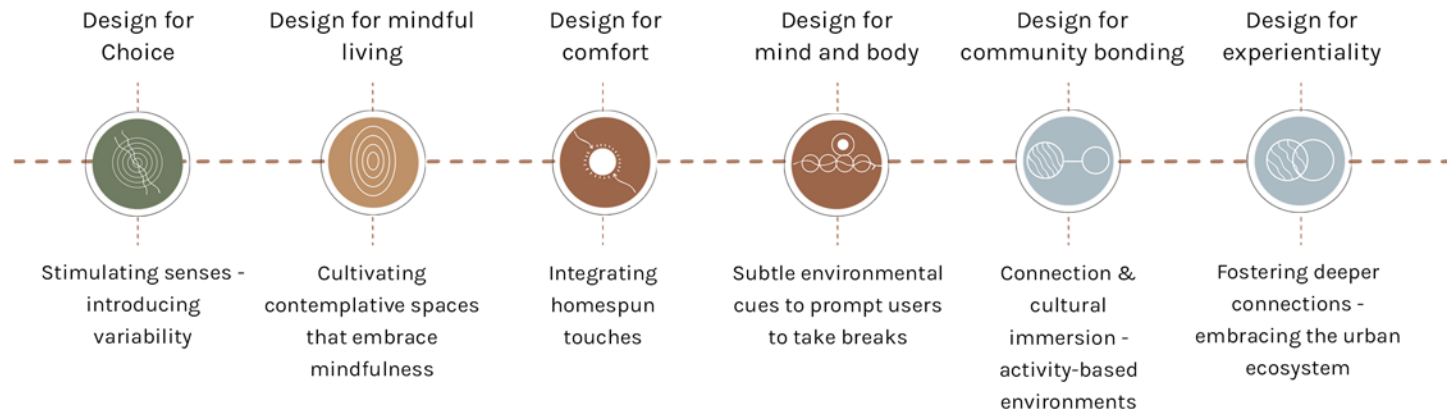 Design for
Choice
Design for mindful
living
Design for
comfort
Design for
mind and body
Design for
community bonding
Design for
experientiality
Stimulating senses -
introducing
variability
Cultivating
contemplative spaces
that embrace
mindfulness
Integrating
homespun
touches
Subtle environmental
cues to prompt users
to take breaks
Connection &
cultural
immersion -
activity-based
environments
Fostering deeper
connections -
embracing the urban
ecosystem